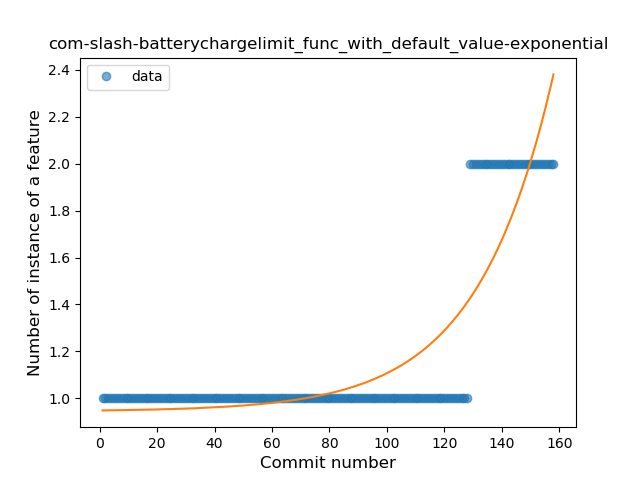 com-slash-batterychargelimit_func_with_default_value-exponential
data
Number of instance of a feature
2.4
2.2
2.0
1.8
1.6
1.4
1.2
1.0
0 20 40 60 80 100 120 140 160
Commit number